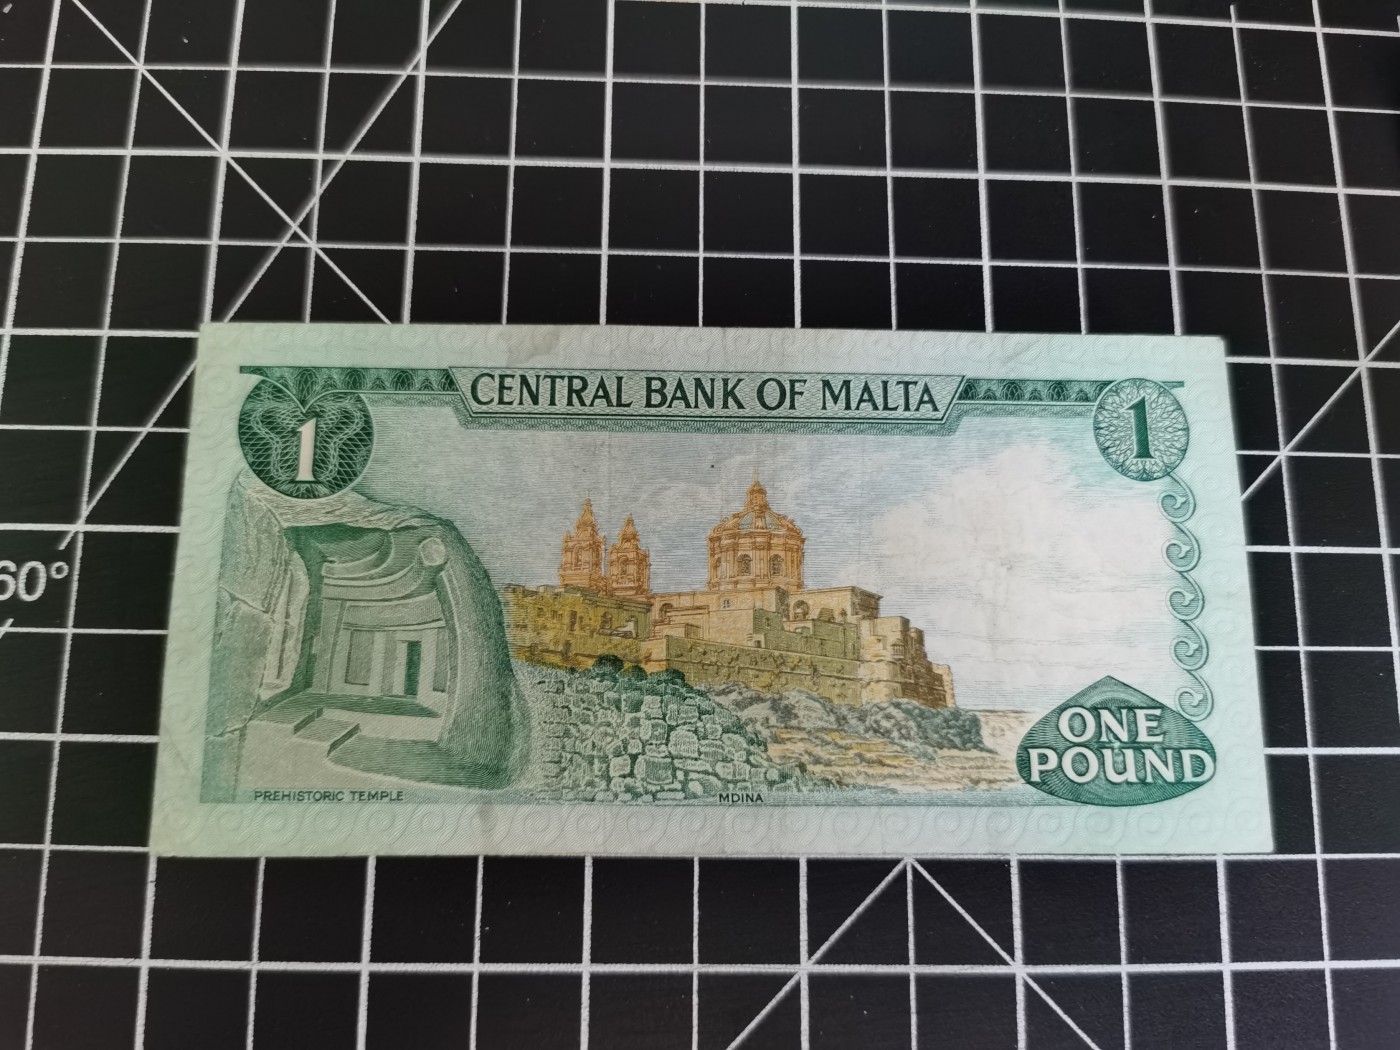 CENTRAL BANK OF MALTA
1
1
60°
ONE
POUND
PREHISTORIC TEMPLE
MDINA